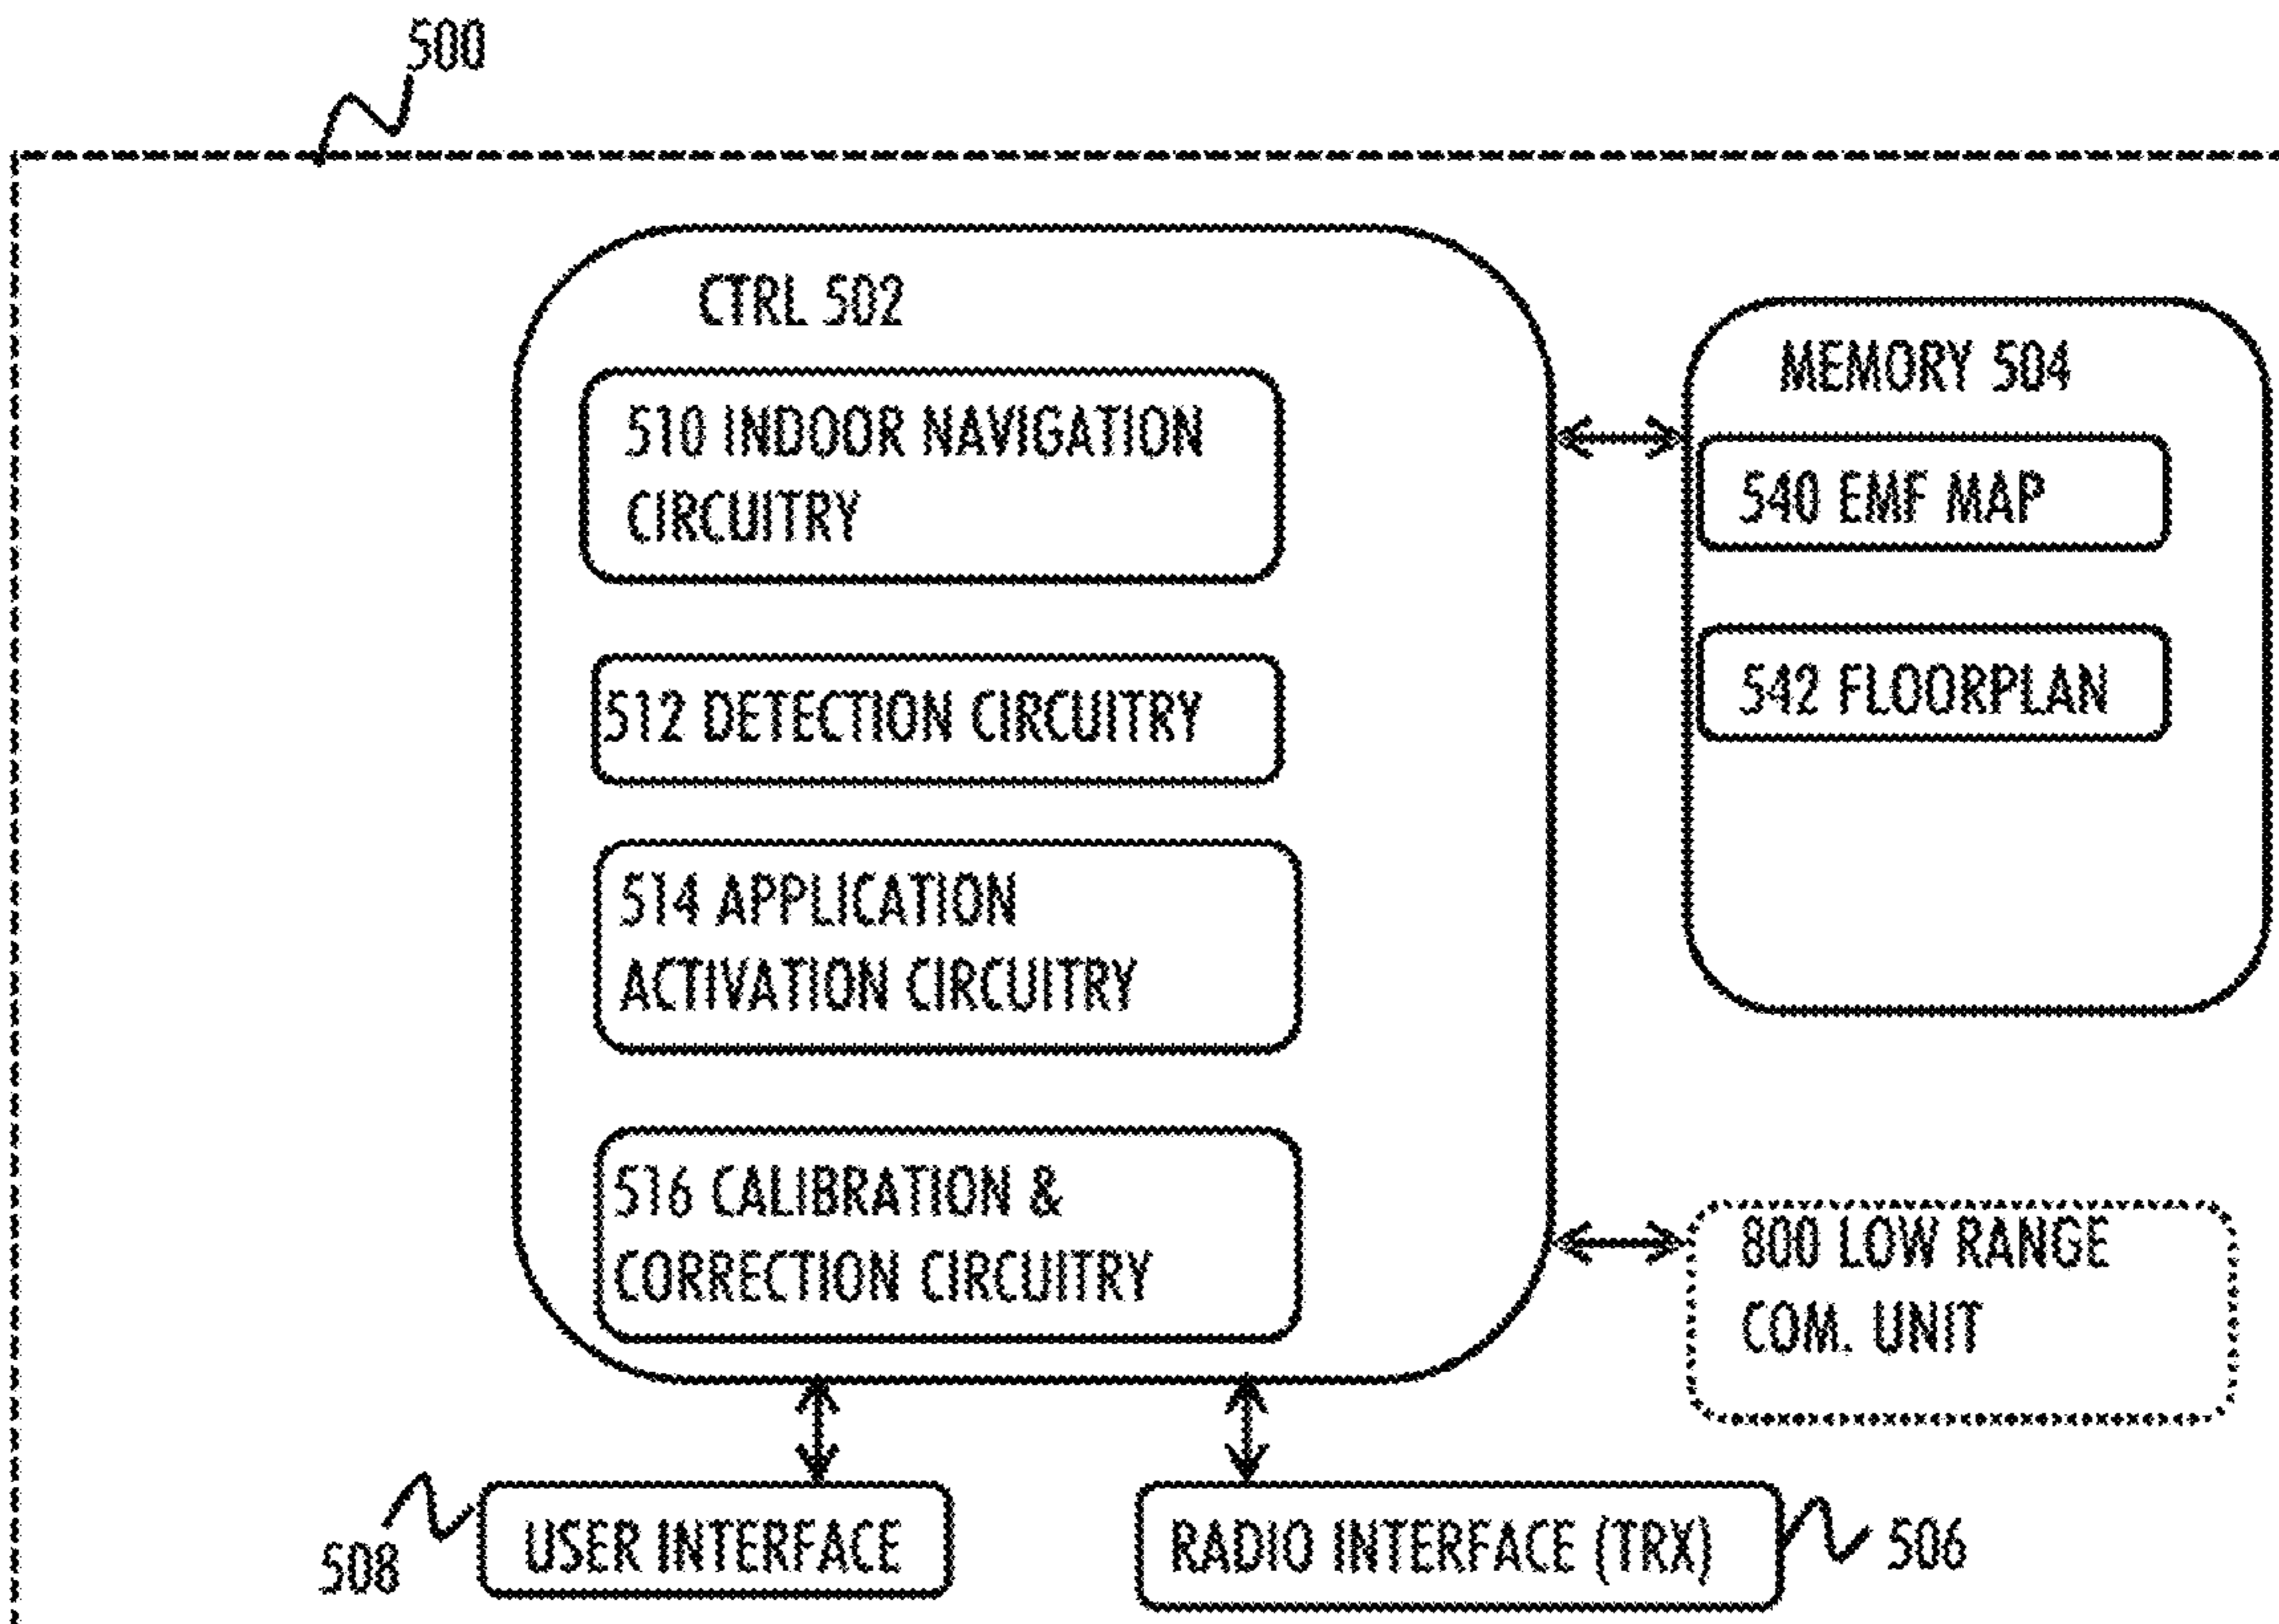 500
CTRL 502
510 INDOOR NAVIGATION
CIRCUITRY
512 DETECTION CIRCUITRY
514 APPLICATION
ACTIVATION CIRCUITRY
516 CALIBRATION &
CORRECTION CIRCUITRY
MEMORY 504
540 EMF MAP
542 FLOORPLAN
800 LOW RANGE
COM. UNIT
508
USER INTERFACE
RADIO INTERFACE (TRX)
506